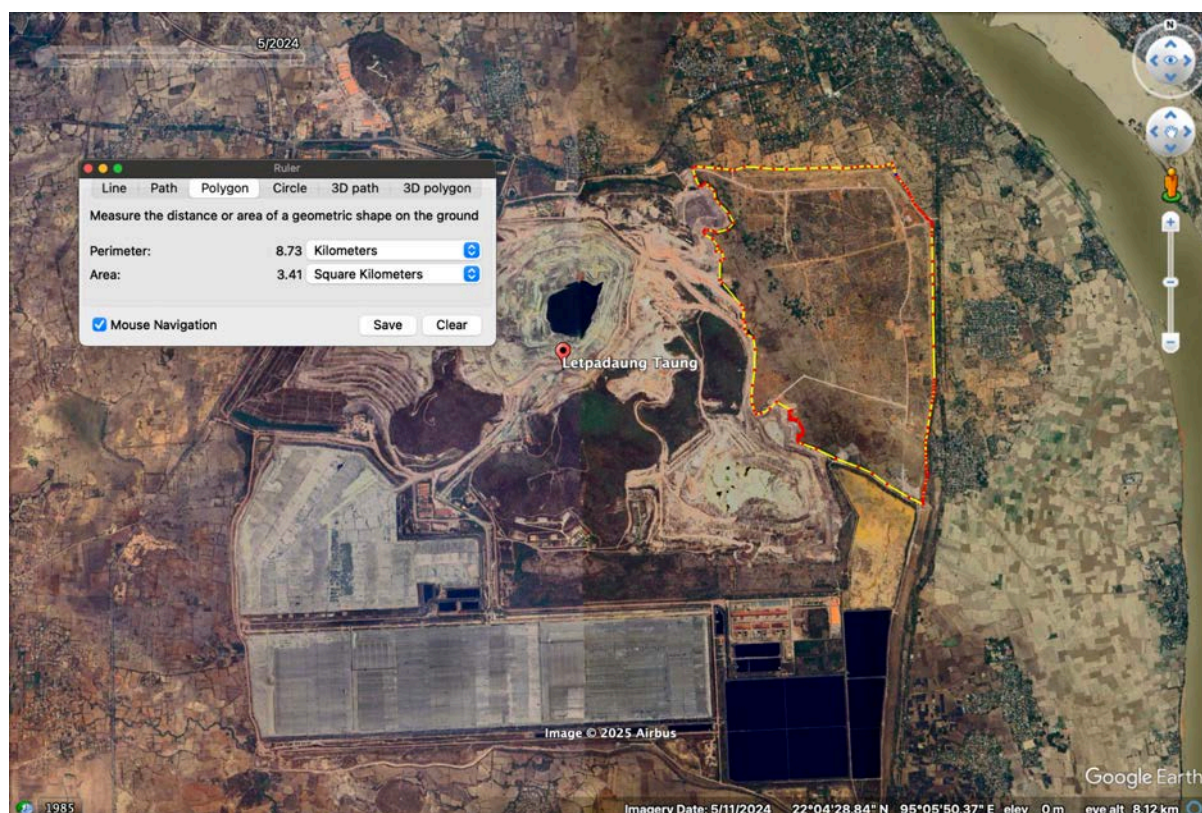 5/2024
N
Ruler
Line Path Polygon Circle 3D path 3D polygon
Measure the distance or area of a geometric shape on the ground
Perimeter: 8.73 Kilometers
Area: 3.41 Square Kilometers
Mouse Navigation Save Clear
Letpadaung Taung
Image © 2025 Airbus
Google Earth
1985
Imagery Date: 5/11/2024 22°04'28.84" N 95°05'50.37" E elev 0 m eye alt 8.12 km